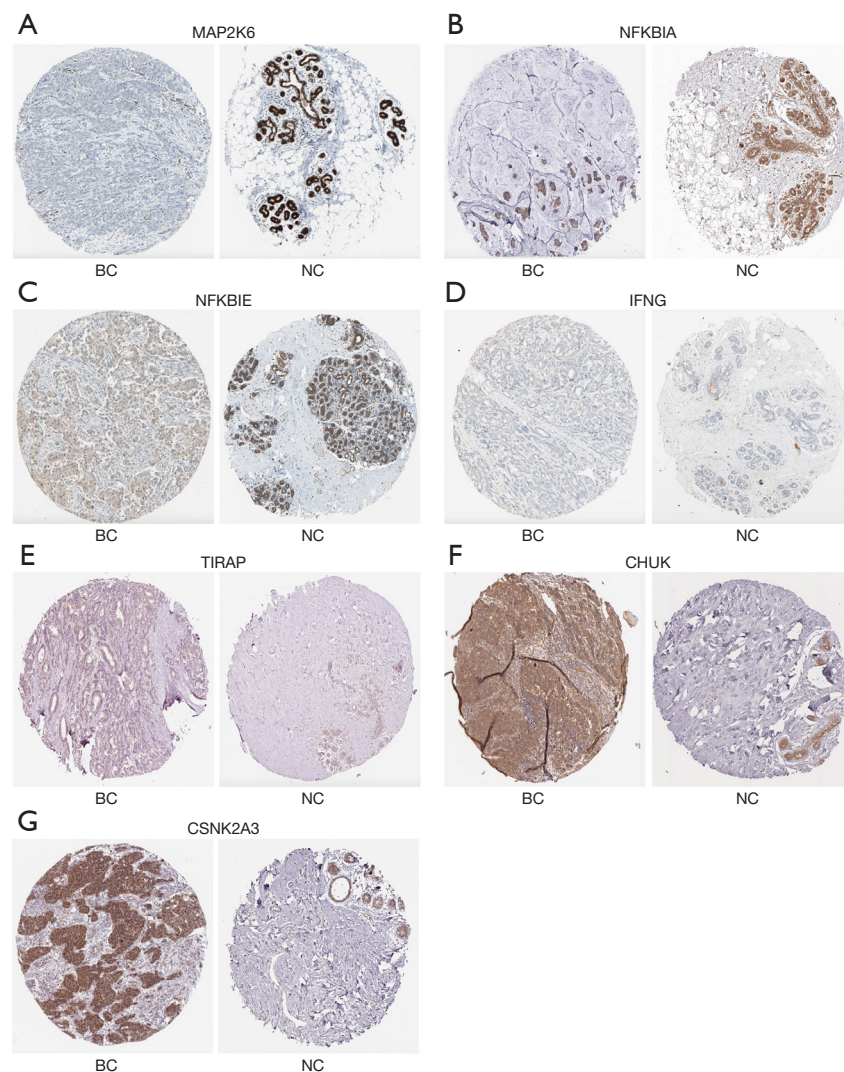 A
MAP2K6
BC
NC
B
NFKBIA
BC
NC
C
NFKBIE
BC
NC
D
IFNG
BC
NC
E
TIRAP
BC
NC
F
CHUK
BC
NC
G
CSNK2A3
BC
NC